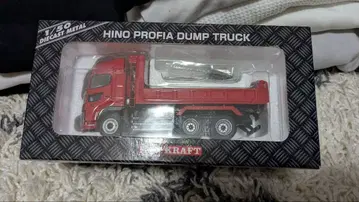 1/50
DIECAST METAL
HINO PROFIA DUMP TRUCK
KRAFT